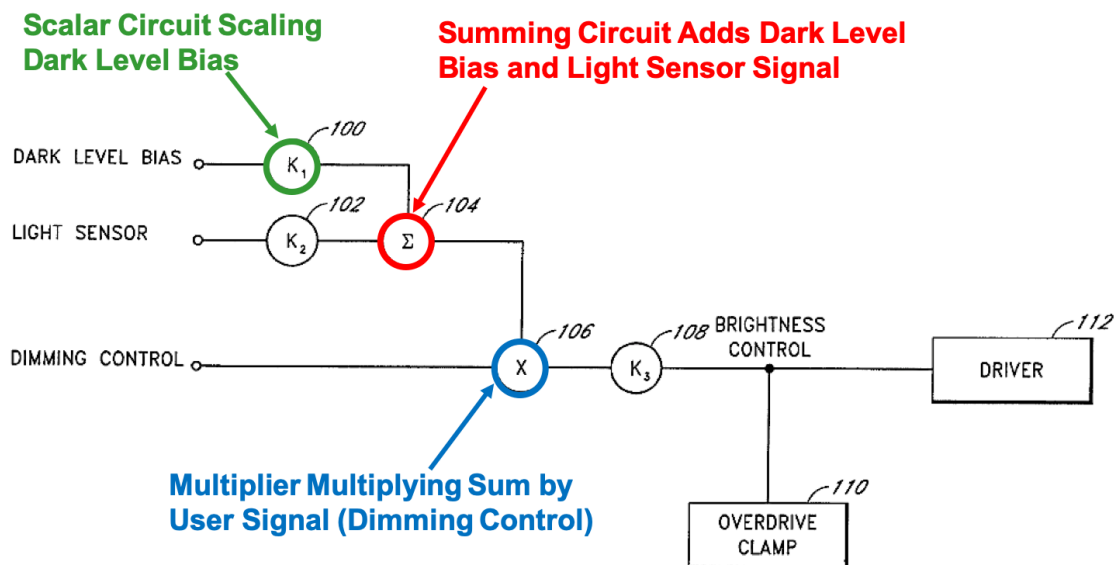 Scalar Circuit Scaling
Dark Level Bias
Summing Circuit Adds Dark Level
Bias and Light Sensor Signal
100
DARK LEVEL BIAS
K₁
102
104
LIGHT SENSOR
K₂
Σ
106
108
BRIGHTNESS
CONTROL
112
DIMMING CONTROL
X
K₃
DRIVER
Multiplier Multiplying Sum by
User Signal (Dimming Control)
110
OVERDRIVE
CLAMP